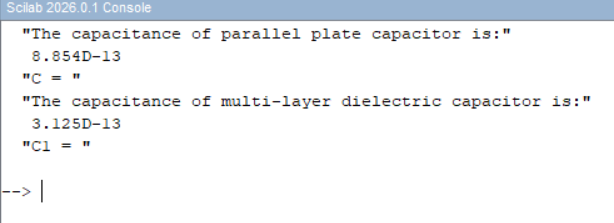 Scilab 2026.0.1 Console
"The capacitance of parallel plate capacitor is:"
8.854D-13
"C = "
"The capacitance of multi-layer dielectric capacitor is:"
3.125D-13
"C1 = "
-->